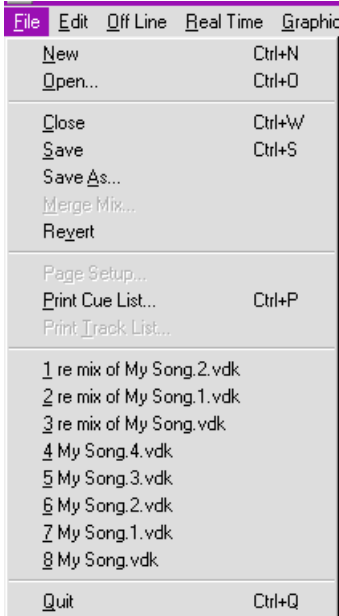 File Edit Off Line Real Time Graphic
New Ctrl+N
Open... Ctrl+O
Close Ctrl+W
Save Ctrl+S
Save As...
Merge Mix...
Revert
Page Setup...
Print Cue List... Ctrl+P
Print Track List...
1 re mix of My Song.2.vdk
2 re mix of My Song.1.vdk
3 re mix of My Song.vdk
4 My Song.4.vdk
5 My Song.3.vdk
6 My Song.2.vdk
7 My Song.1.vdk
8 My Song.vdk
Quit Ctrl+Q